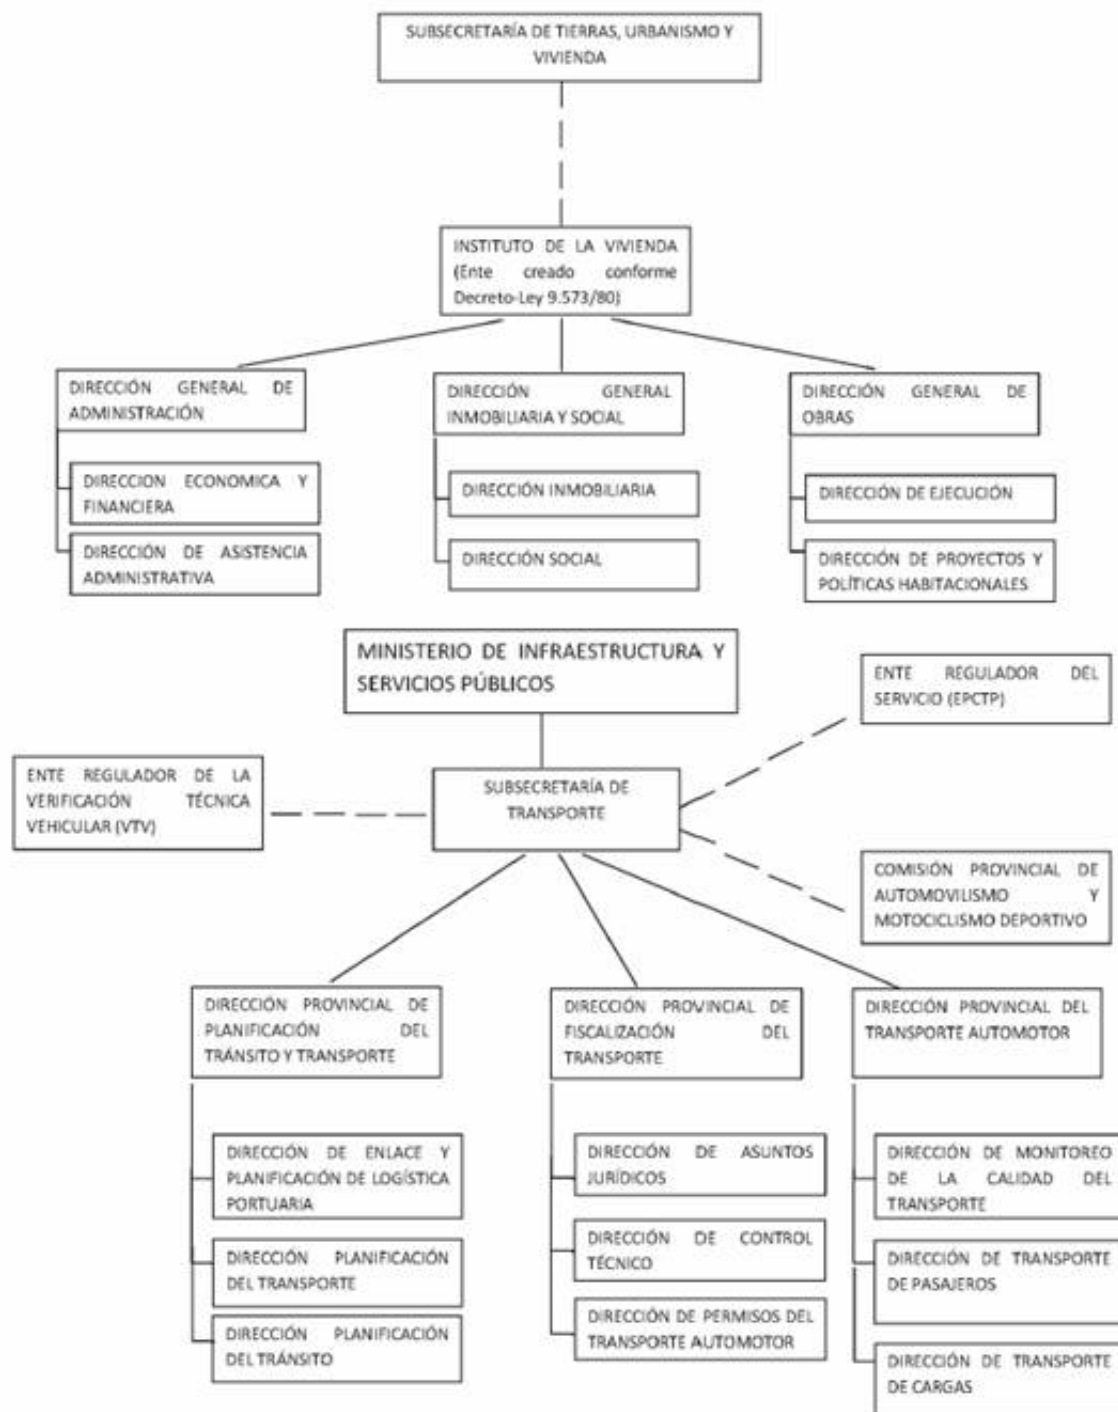 SUBSECRETARÍA DE TIERRAS, URBANISMO Y
VIVIENDA
INSTITUTO DE LA VIVIENDA
(Ente creado conforme
Decreto-Ley 9.573/80)
DIRECCIÓN GENERAL DE
ADMINISTRACIÓN
DIRECCION ECONOMICA Y
FINANCIERA
DIRECCIÓN DE ASISTENCIA
ADMINISTRATIVA
DIRECCIÓN GENERAL
INMOBILIARIA Y SOCIAL
DIRECCIÓN INMOBILIARIA
DIRECCIÓN SOCIAL
DIRECCIÓN GENERAL DE
OBRAS
DIRECCIÓN DE EJECUCIÓN
DIRECCIÓN DE PROYECTOS Y
POLÍTICAS HABITACIONALES
MINISTERIO DE INFRAESTRUCTURA Y
SERVICIOS PÚBLICOS
ENTE REGULADOR DEL
SERVICIO (EPCTP)
ENTE REGULADOR DE LA
VERIFICACIÓN TÉCNICA
VEHICULAR (VTV)
SUBSECRETARÍA DE
TRANSPORTE
COMISIÓN PROVINCIAL DE
AUTOMOVILISMO Y
MOTOCICLISMO DEPORTIVO
DIRECCIÓN PROVINCIAL DE
PLANIFICACIÓN DEL
TRÁNSITO Y TRANSPORTE
DIRECCIÓN DE ENLACE Y
PLANIFICACIÓN DE LOGÍSTICA
PORTUARIA
DIRECCIÓN PLANIFICACIÓN
DEL TRANSPORTE
DIRECCIÓN PLANIFICACIÓN
DEL TRÁNSITO
DIRECCIÓN PROVINCIAL DE
FISCALIZACIÓN DEL
TRANSPORTE
DIRECCIÓN DE ASUNTOS
JURÍDICOS
DIRECCIÓN DE CONTROL
TÉCNICO
DIRECCIÓN DE PERMISOS DEL
TRANSPORTE AUTOMOTOR
DIRECCIÓN PROVINCIAL DEL
TRANSPORTE AUTOMOTOR
DIRECCIÓN DE MONITOREO
DE LA CALIDAD DEL
TRANSPORTE
DIRECCIÓN DE TRANSPORTE
DE PASAJEROS
DIRECCIÓN DE TRANSPORTE
DE CARGAS